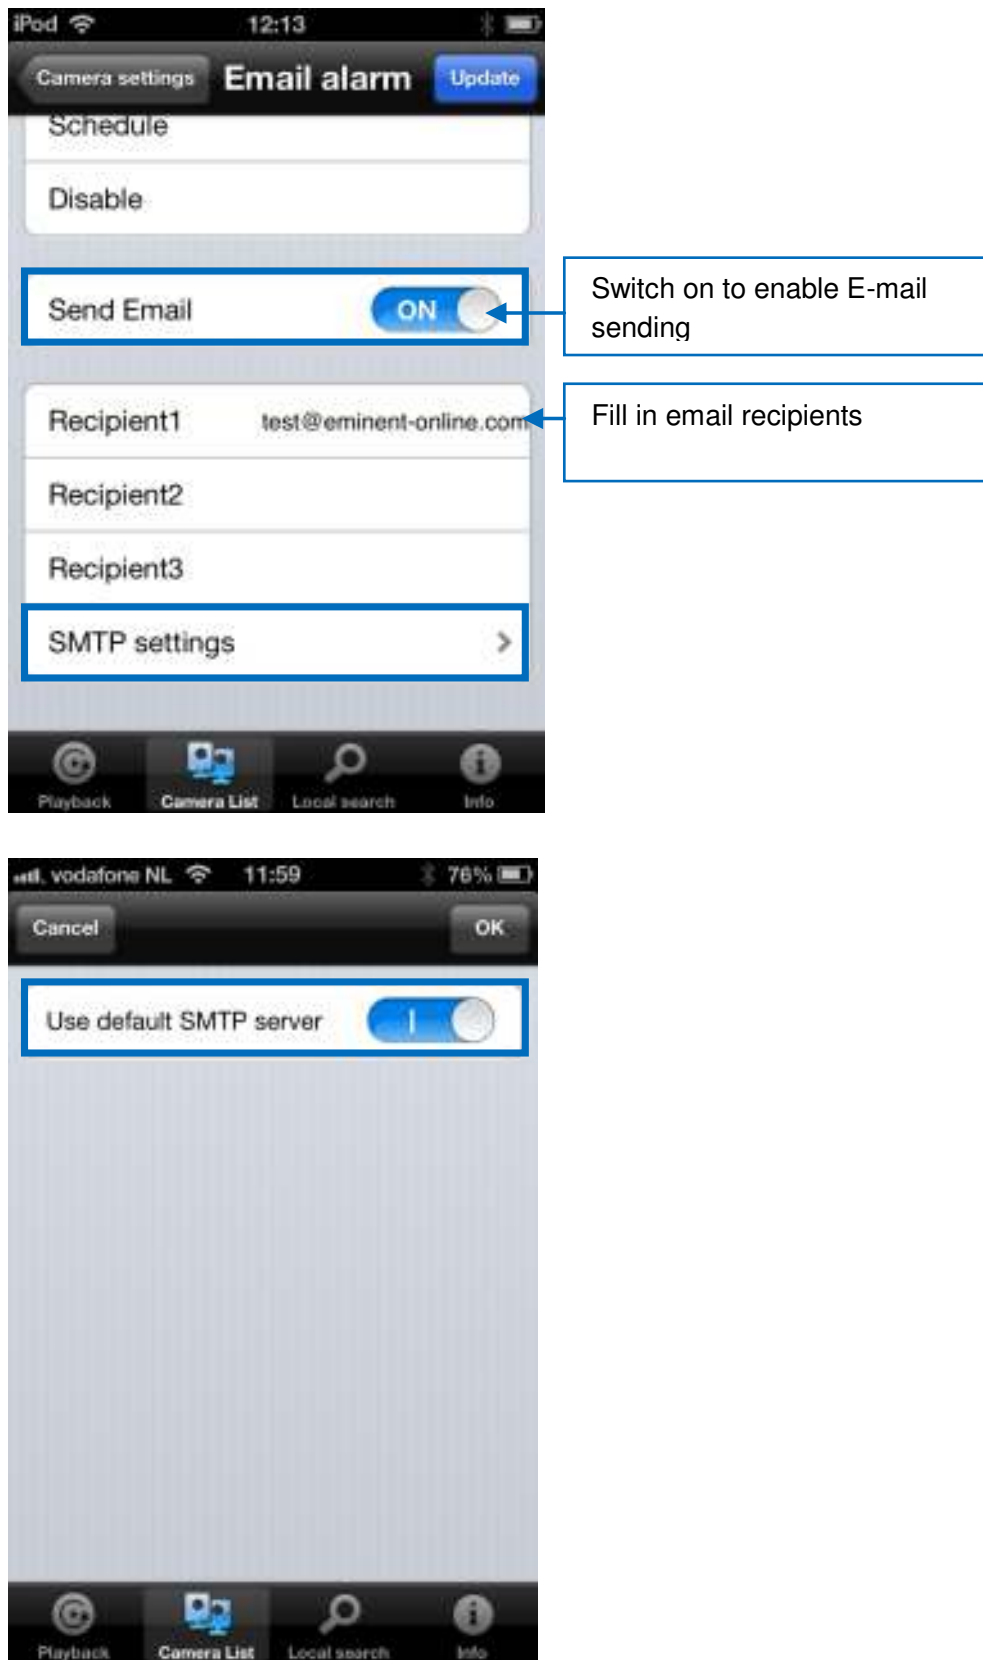 iPod 12:13
Camera settings Email alarm Update
Schedule
Disable
Send Email ON
Switch on to enable E-mail
sending
Recipient1 test@eminent-online.com
Fill in email recipients
Recipient2
Recipient3
SMTP settings >
Playback Camera List Local search Info
vodafone NL 11:59 76%
Cancel OK
Use default SMTP server
Playback Camera List Local search Info